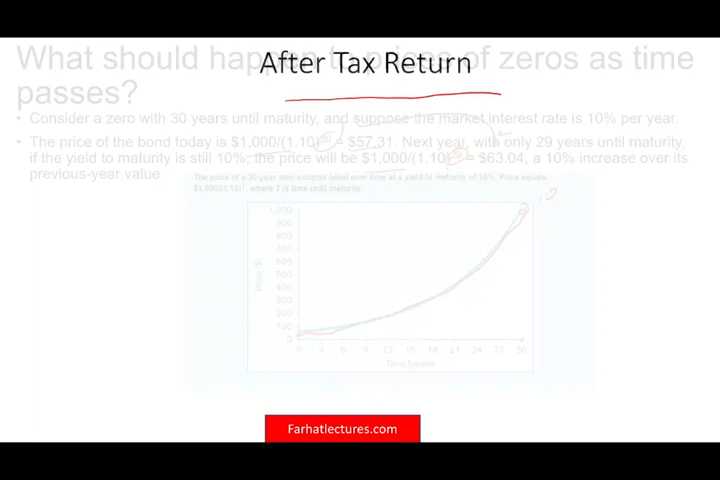 What should happen to prices of zeros as time
After Tax Return
passes?
• Consider a zero with 30 years until maturity, and suppose the market interest rate is 10% per year.
• The price of the bond today is $1,000/(1.10)³⁰ = $57.31. Next year, with only 29 years until maturity,
if the yield to maturity is still 10%, the price will be $1,000/(1.10)²⁹ = $63.04, a 10% increase over its
previous-year value
The price of a 30-year zero-coupon bond over time at a yield to maturity of 10%. Price equals
$1,000/(1.10)ᵀ, where T is time until maturity.
1,000
900
800
700
600
500
400
300
200
100
0
Price ($)
0 3 6 9 12 15 18 21 24 27 30
Time (years)
Farhatlectures.com